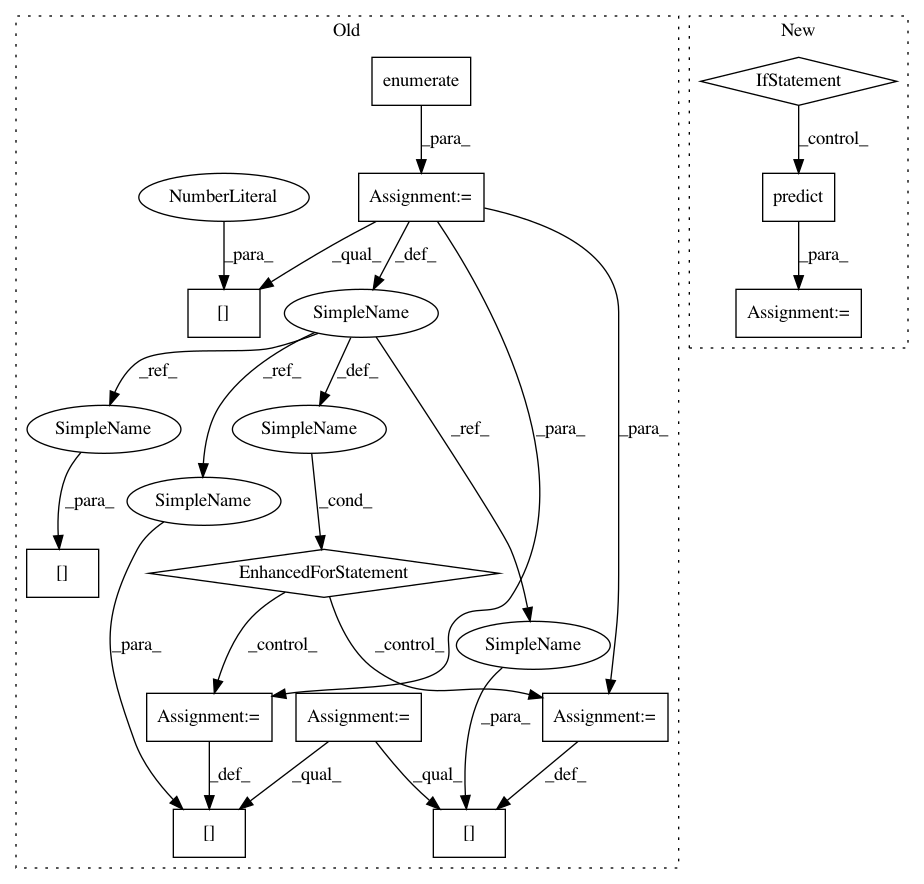 Old
New
enumerate
IfStatement
_para_
_control_
NumberLiteral
Assignment:=
predict
_para_
_qual_
_def_
_para_
[]
SimpleName
Assignment:=
_ref_
_ref_
_def_
_ref_
_para_
_para_
SimpleName
SimpleName
_para_
SimpleName
_cond_
[]
EnhancedForStatement
SimpleName
_para_
_control_
_control_
Assignment:=
Assignment:=
_para_
Assignment:=
_def_
_qual_
_qual_
_def_
[]
[]